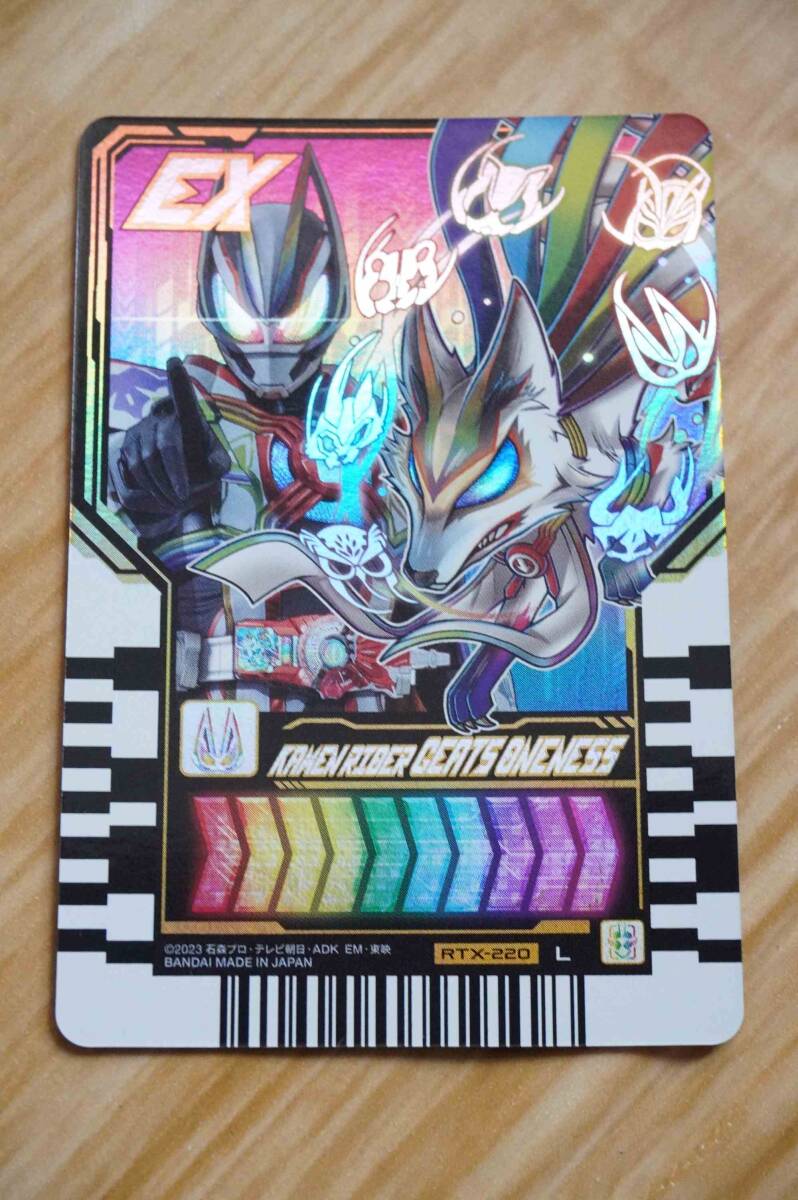 EX
KAMEN RIDER GEATS ONENESS
©2023 石森プロ・テレビ朝日・ADK EM・東映
BANDAI MADE IN JAPAN
RTX-220 L